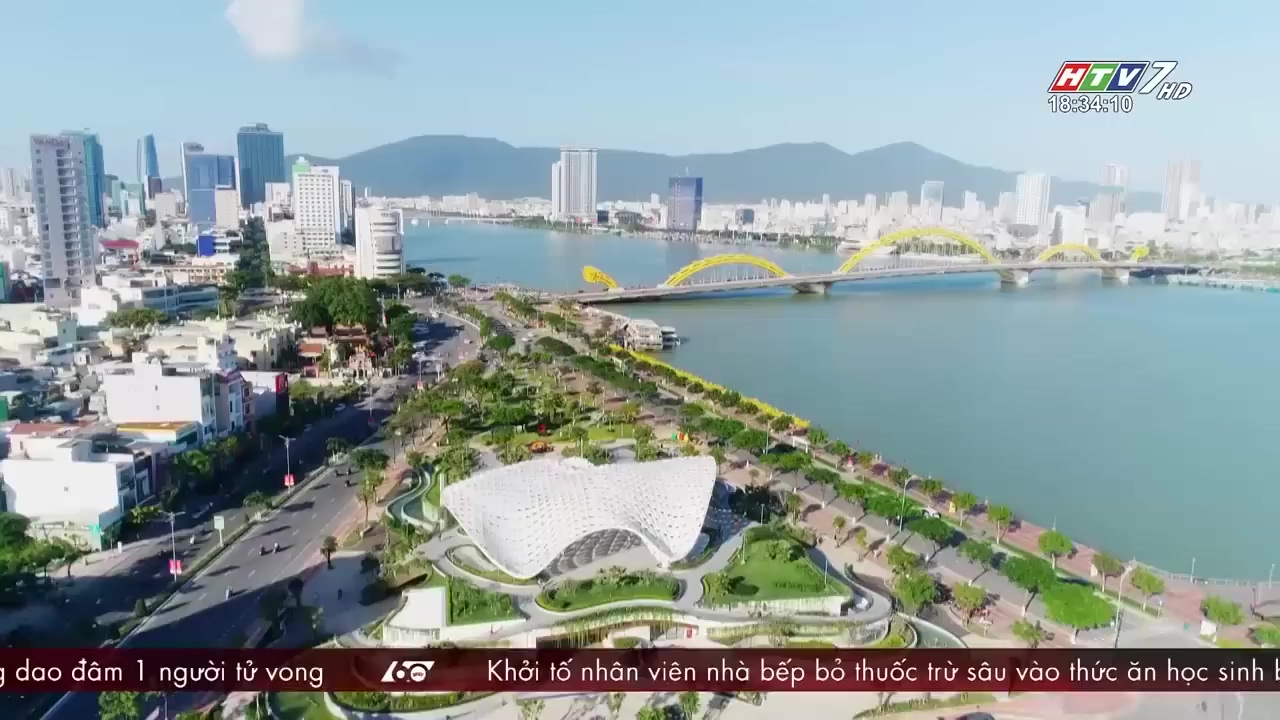 HTV7 HD
18:34:10
dao đâm 1 người tử vong
60 Khởi tố nhân viên nhà bếp bỏ thuốc trừ sâu vào thức ăn học sinh